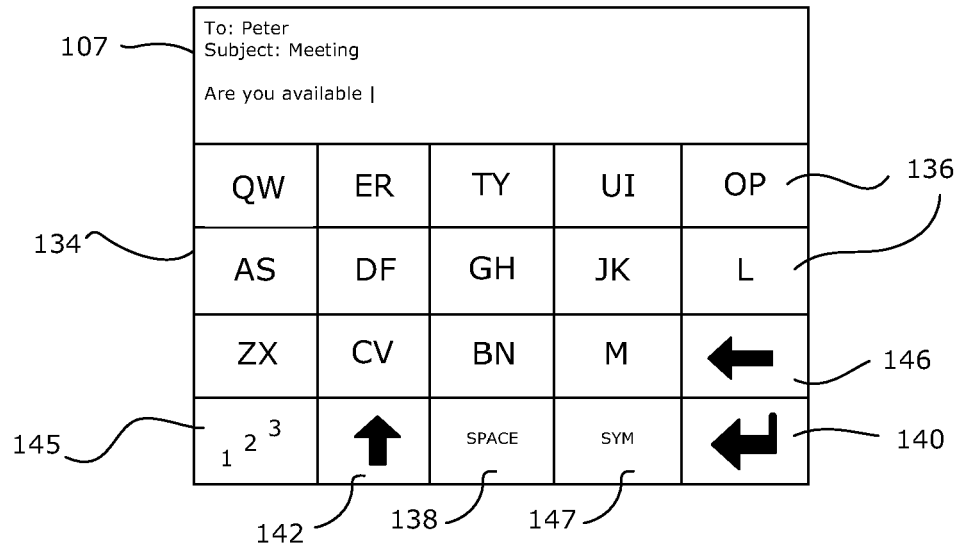 To: Peter
Subject: Meeting
107
Are you available |
QW ER TY UI OP
136
134
AS DF GH JK L
ZX CV BN M
146
145
1 2 3 SPACE SYM
140
142 138 147